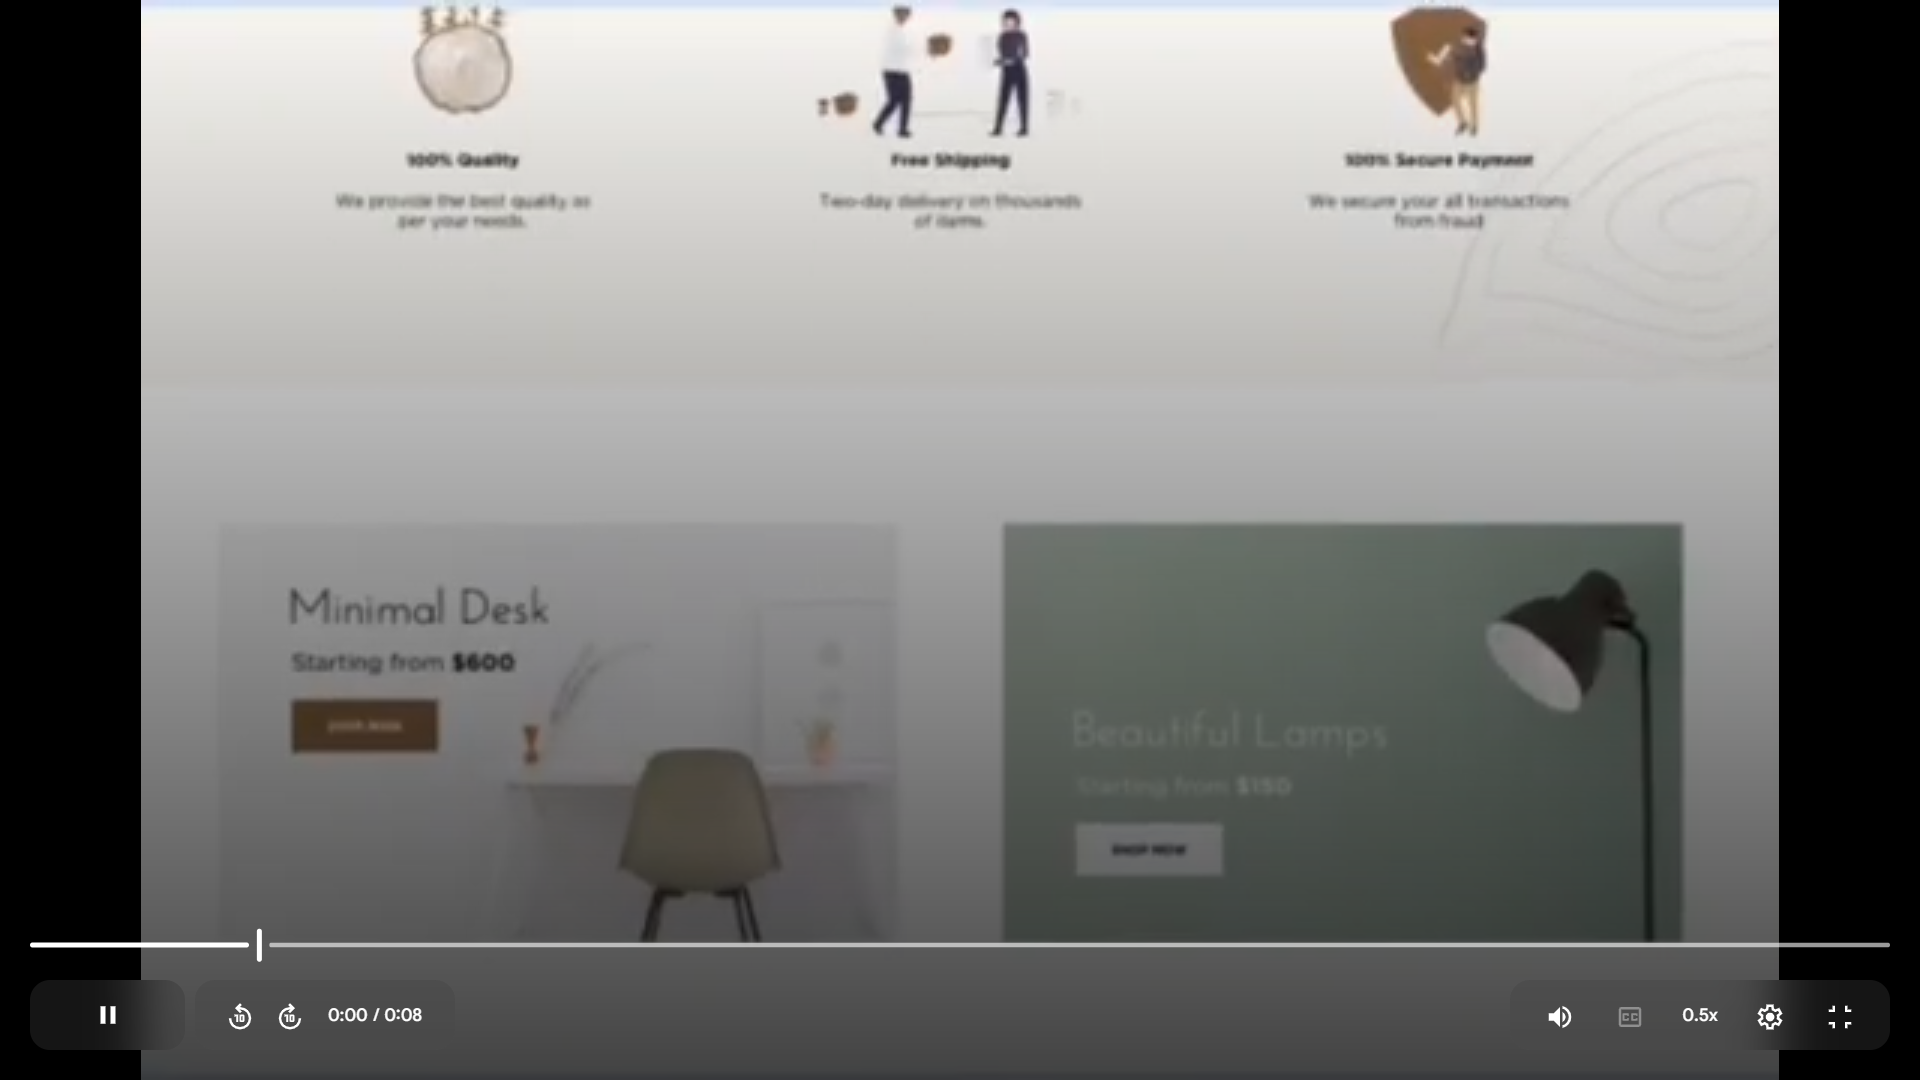 100% Quality
We provide the best quality as
per your needs.
Free Shipping
Two-day delivery on thousands
of items.
100% Secure Payment
We secure your all transactions
from fraud
Minimal Desk
Starting from $600
SHOP NOW
Beautiful Lamps
Starting from $150
SHOP NOW
10
10
0:00 / 0:08
CC
0.5x